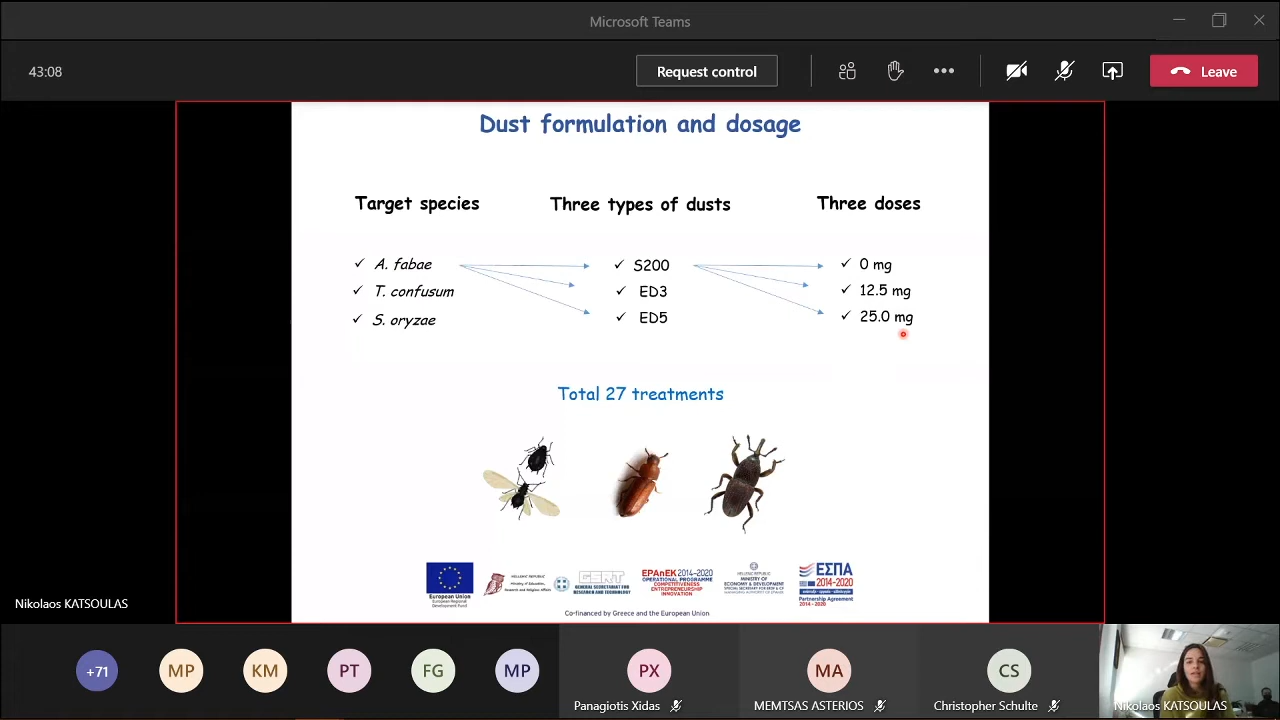 Microsoft Teams
43:08
Request control
Leave
Dust formulation and dosage
Target species
Three types of dusts
Three doses
✓ A. fabae
✓ T. confusum
✓ S. oryzae
✓ S200
✓ ED3
✓ ED5
✓ 0 mg
✓ 12.5 mg
✓ 25.0 mg
Total 27 treatments
European Union
European Regional
Development Fund
HELLENIC REPUBLIC
Ministry of Education,
Research and Religious Affairs
GSRT
GENERAL SECRETARIAT FOR
RESEARCH AND TECHNOLOGY
EPAnEK 2014-2020
OPERATIONAL PROGRAMME
COMPETITIVENESS
ENTREPRENEURSHIP
INNOVATION
HELLENIC REPUBLIC
MINISTRY OF
ECONOMY & DEVELOPMENT
SPECIAL SECRETARY FOR ERDF & CF
MANAGING AUTHORITY OF EPANEK
ΕΣΠΑ
2014-2020
Partnership Agreement
2014 - 2020
Co-financed by Greece and the European Union
Nikolaos KATSOULAS
+71
MP
KM
PT
FG
MP
PX
Panagiotis Xidas
MA
MEMTSAS ASTERIOS
CS
Christopher Schulte
Nikolaos KATSOULAS